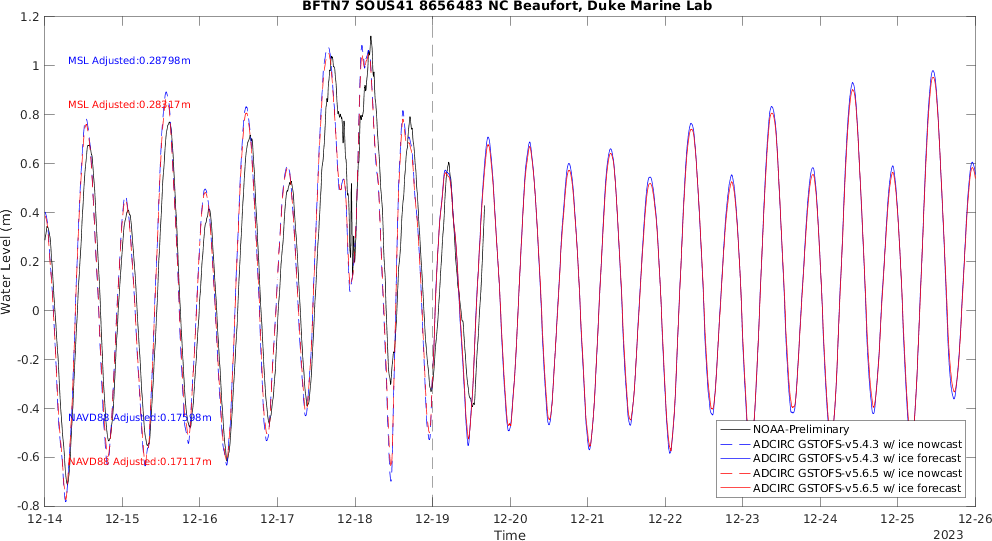 BFTN7 SOUS41 8656483 NC Beaufort, Duke Marine Lab
1.2
1
0.8
0.6
0.4
0.2
0
-0.2
-0.4
-0.6
-0.8
Water Level (m)
MSL Adjusted:0.28798m
MSL Adjusted:0.28317m
NAVD88 Adjusted:0.17598m
NAVD88 Adjusted:0.17117m
NOAA-Preliminary
ADCIRC GSTOFS-v5.4.3 w/ ice nowcast
ADCIRC GSTOFS-v5.4.3 w/ ice forecast
ADCIRC GSTOFS-v5.6.5 w/ ice nowcast
ADCIRC GSTOFS-v5.6.5 w/ ice forecast
12-14 12-15 12-16 12-17 12-18 12-19 12-20 12-21 12-22 12-23 12-24 12-25 12-26
Time
2023